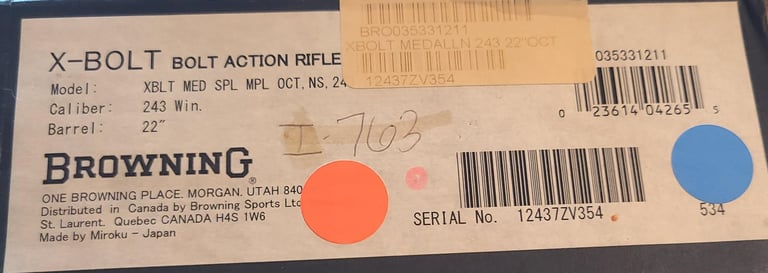 BRO035331211
XBOLT MEDALLN 243 22"OCT
12437ZV354
X-BOLT BOLT ACTION RIFLE
035331211
Model: XBLT MED SPL MPL OCT, NS, 24
Caliber: 243 Win.
Barrel: 22"
0 23614 04265 5
I-763
BROWNING®
ONE BROWNING PLACE, MORGAN, UTAH 840
Distributed in Canada by Browning Sports Ltd
St. Laurent, Quebec CANADA H4S 1W6
Made by Miroku - Japan
SERIAL No. 12437ZV354
534